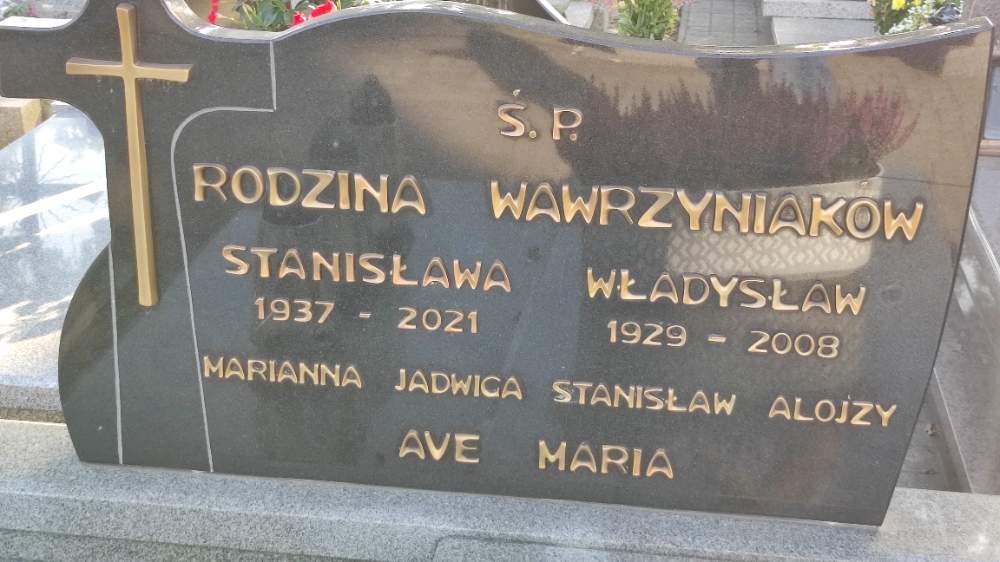 Ś.P.
RODZINA WAWRZYNIAKÓW
STANISŁAWA WŁADYSŁAW
1937 - 2021 1929 - 2008
MARIANNA JADWIGA STANISŁAW ALOJZY
AVE MARIA